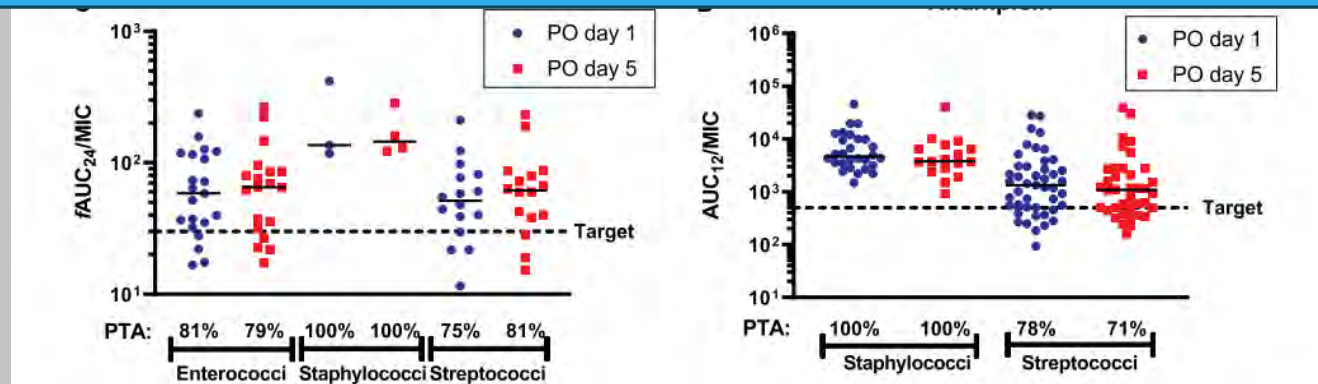 10³
10²
10¹
fAUC₂₄/MIC
PO day 1
PO day 5
Target
PTA: 81% 79% 100% 100% 75% 81%
Enterococci Staphylococci Streptococci
10⁶
10⁵
10⁴
10³
10²
10¹
AUC₁₂/MIC
PO day 1
PO day 5
Target
PTA: 100% 100% 78% 71%
Staphylococci Streptococci